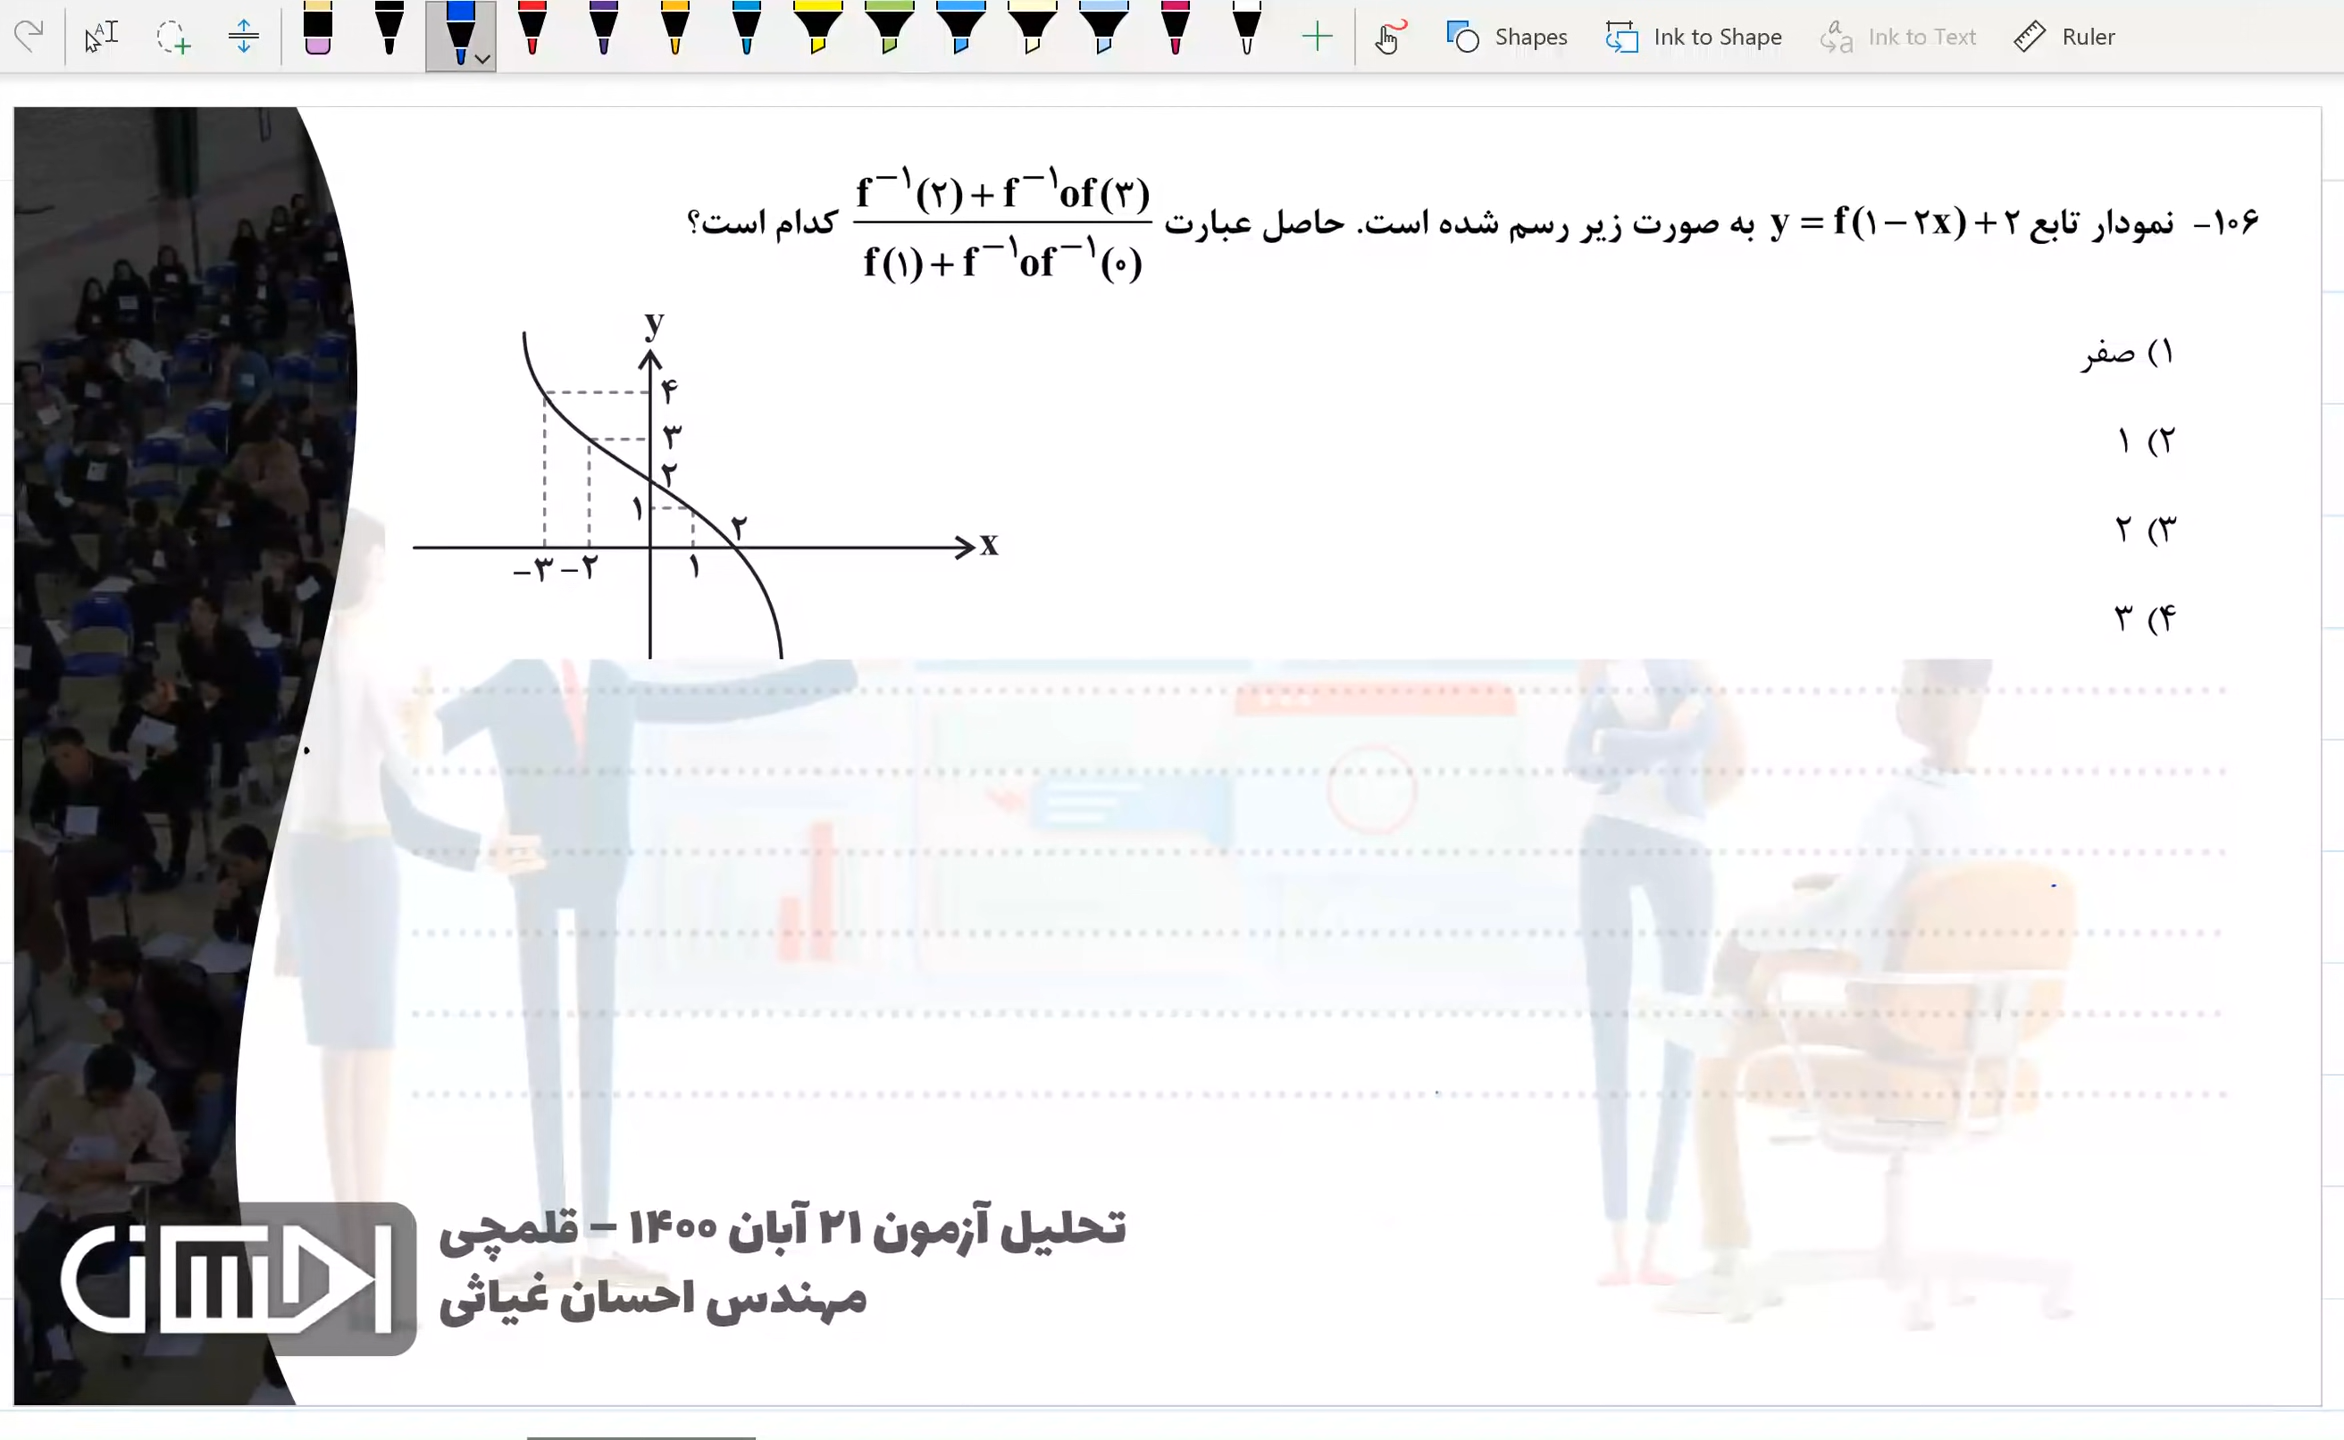 Shapes Ink to Shape Ink to Text Ruler
۱۰۶- نمودار تابع y = f(۱−۲x)+۲ به صورت زیر رسم شده است. حاصل عبارت (f⁻¹(۲)+f⁻¹of(۳))/(f(۱)+f⁻¹of⁻¹(۰)) کدام است؟
۱) صفر
۲) ۱
۳) ۲
۴) ۳
y
۴
۳
۲
۱ ۲
x
−۳ −۲ ۱
تحلیل آزمون ۲۱ آبان ۱۴۰۰ – قلمچی
مهندس احسان غیاثی